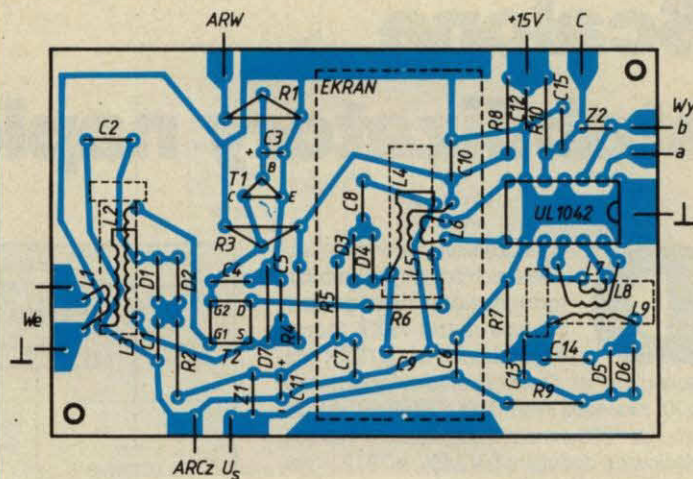 ARW
+15V
C
EKRAN
R1
C2
C3
+
B
T1
C
E
R3
L2
L1
L3
We
D1
D2
C1
R2
C4
C5
G2 D
G1 S
T2
D7
R4
R5
C8
D3
D4
L4
L5
L6
C10
R6
C7
C9
C6
R8
C12
R10
C15
Z2
Wy
b
a
UL1042
L7
L8
L9
R7
C13
C14
R9
D5
D6
Z1
+
C11
ARCz
Us